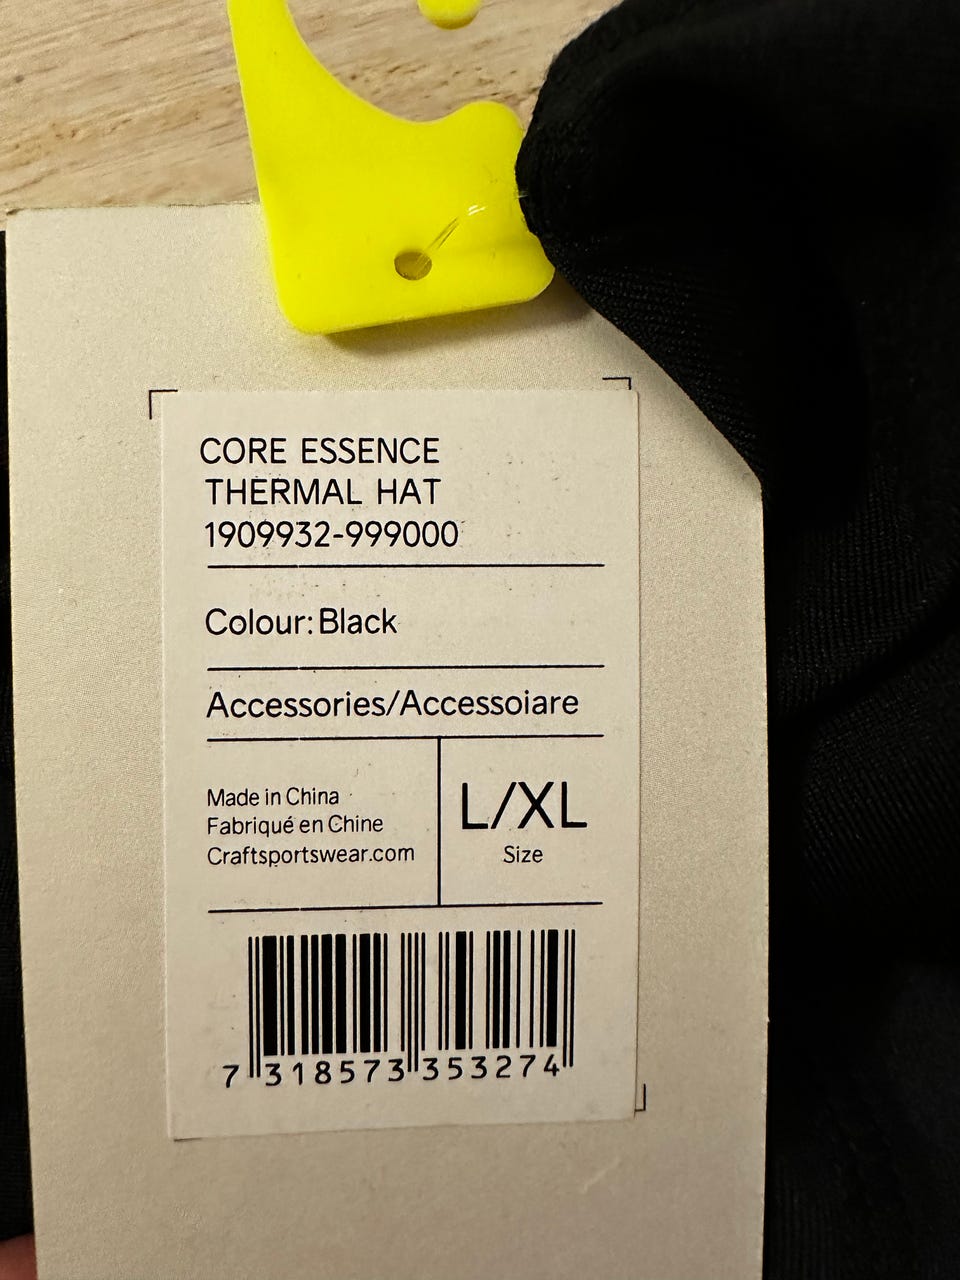 CORE ESSENCE
THERMAL HAT
1909932-999000
Colour: Black
Accessories/Accessoiare
Made in China
Fabriqué en Chine
Craftsportswear.com
L/XL
Size
7 318573 353274